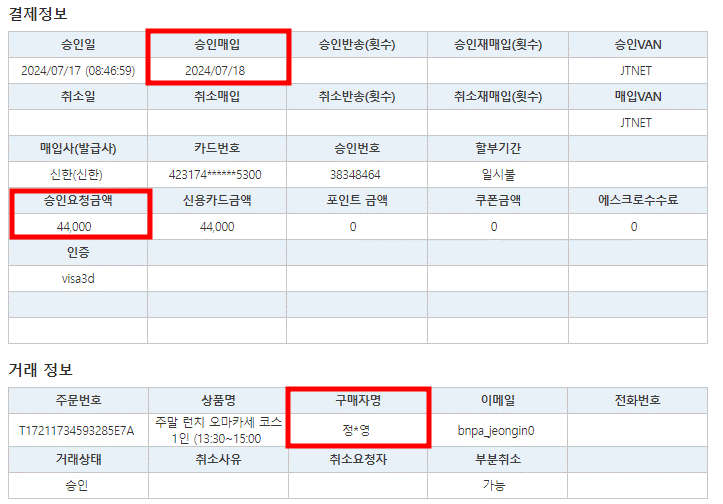 결제정보
승인일 승인매입 승인반송(횟수) 승인재매입(횟수) 승인VAN
2024/07/17 (08:46:59) 2024/07/18 JTNET
취소일 취소매입 취소반송(횟수) 취소재매입(횟수) 매입VAN
JTNET
매입사(발급사) 카드번호 승인번호 할부기간
신한(신한) 423174******5300 38348464 일시불
승인요청금액 신용카드금액 포인트 금액 쿠폰금액 에스크로수수료
44,000 44,000 0 0 0
인증
visa3d
거래 정보
주문번호 상품명 구매자명 이메일 전화번호
T17211734593285E7A 주말 런치 오마카세 코스 정*영 bnpa_jeongin0
1인 (13:30~15:00
거래상태 취소사유 취소요청자 부분취소
승인 가능